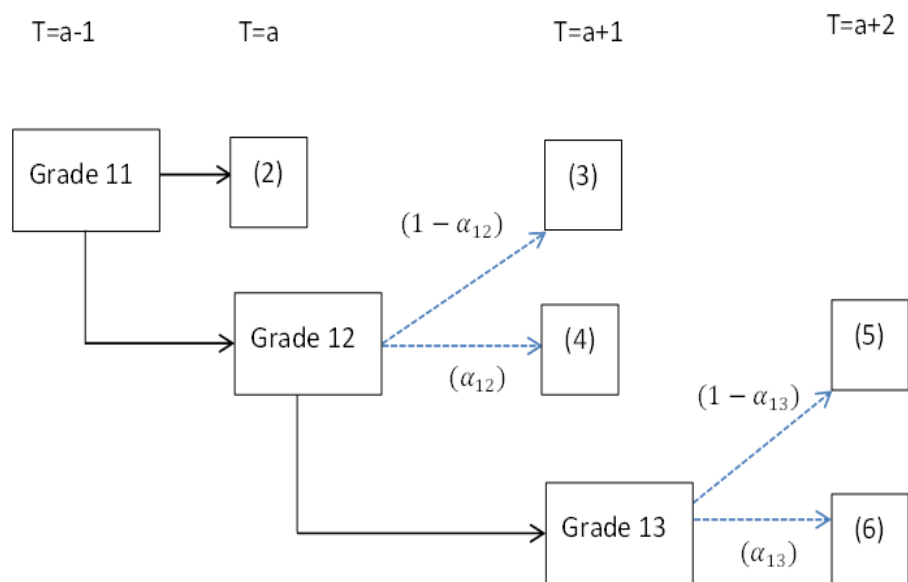 T=a-1 T=a T=a+1 T=a+2
Grade 11 (2) (3)
(1 − α₁₂)
Grade 12 (4) (5)
(α₁₂) (1 − α₁₃)
Grade 13 (6)
(α₁₃)